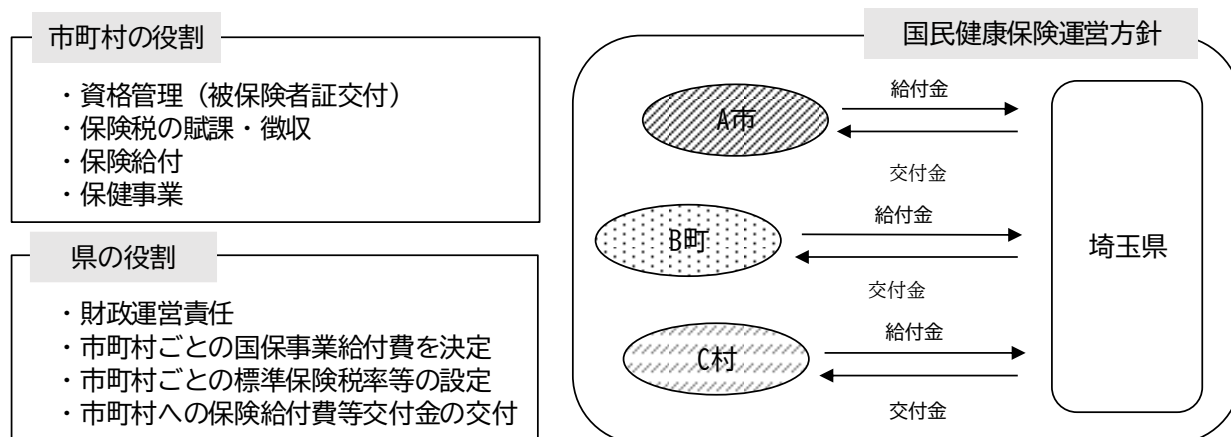 市町村の役割
・資格管理（被保険者証交付）
・保険税の賦課・徴収
・保険給付
・保健事業
県の役割
・財政運営責任
・市町村ごとの国保事業給付費を決定
・市町村ごとの標準保険税率等の設定
・市町村への保険給付費等交付金の交付
国民健康保険運営方針
給付金
A市
交付金
給付金
B町
埼玉県
交付金
給付金
C村
交付金